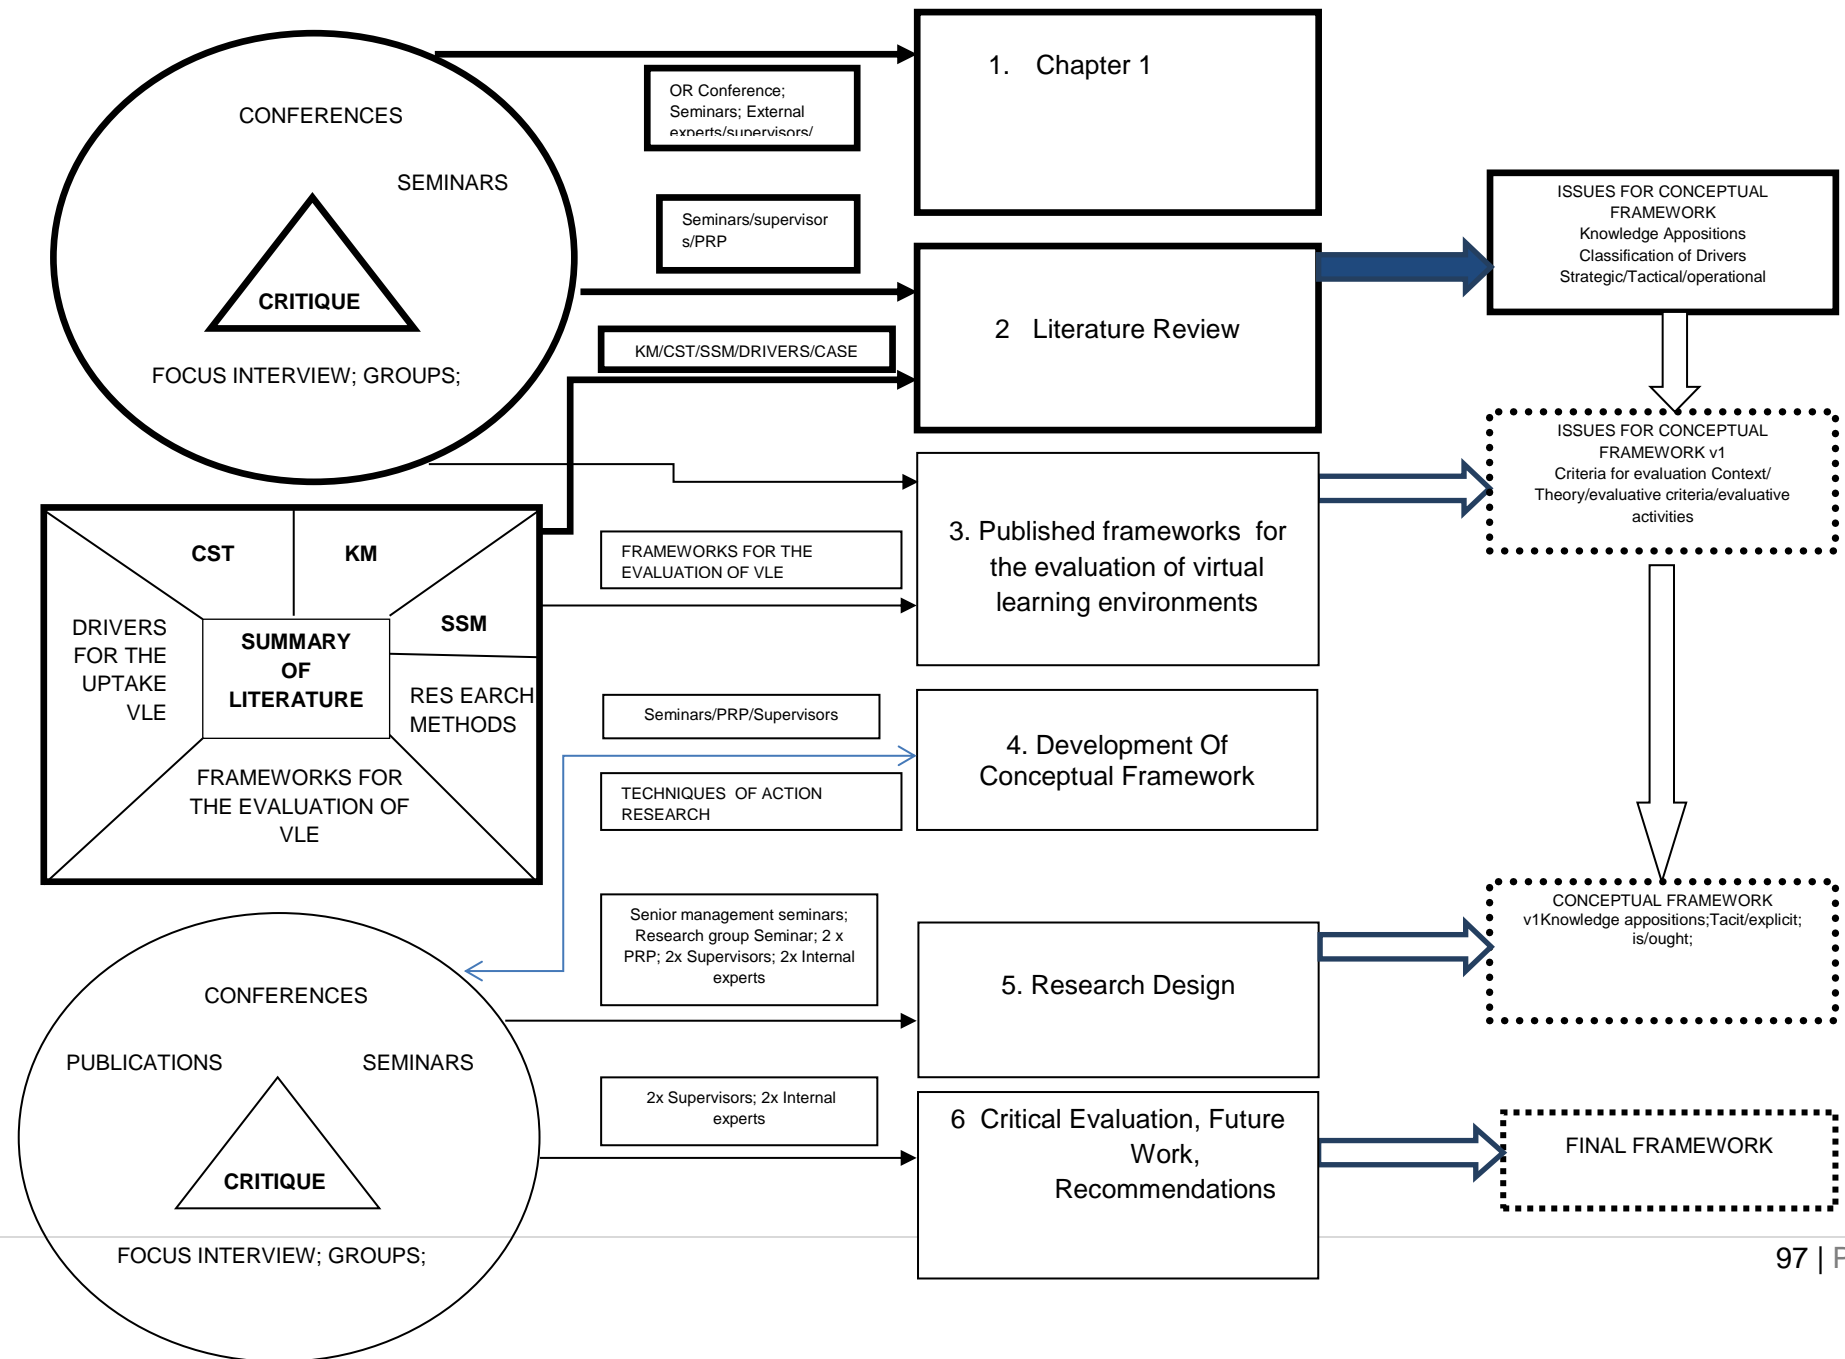 CONFERENCES
SEMINARS
CRITIQUE
FOCUS INTERVIEW; GROUPS;
OR Conference;
Seminars; External
experts/supervisors/
Seminars/supervisor
s/PRP
KM/CST/SSM/DRIVERS/CASE
1. Chapter 1
2 Literature Review
ISSUES FOR CONCEPTUAL
FRAMEWORK
Knowledge Appositions
Classification of Drivers
Strategic/Tactical/operational
ISSUES FOR CONCEPTUAL
FRAMEWORK v1
Criteria for evaluation Context/
Theory/evaluative criteria/evaluative
activities
CST
KM
SSM
DRIVERS
FOR THE
UPTAKE
VLE
SUMMARY
OF
LITERATURE
RES EARCH
METHODS
FRAMEWORKS FOR
THE EVALUATION OF
VLE
FRAMEWORKS FOR THE
EVALUATION OF VLE
3. Published frameworks for
the evaluation of virtual
learning environments
Seminars/PRP/Supervisors
TECHNIQUES OF ACTION
RESEARCH
4. Development Of
Conceptual Framework
Senior management seminars;
Research group Seminar; 2 x
PRP; 2x Supervisors; 2x Internal
experts
5. Research Design
CONCEPTUAL FRAMEWORK
v1Knowledge appositions;Tacit/explicit;
is/ought;
CONFERENCES
PUBLICATIONS
SEMINARS
CRITIQUE
FOCUS INTERVIEW; GROUPS;
2x Supervisors; 2x Internal
experts
6 Critical Evaluation, Future
Work,
Recommendations
FINAL FRAMEWORK
97 | P